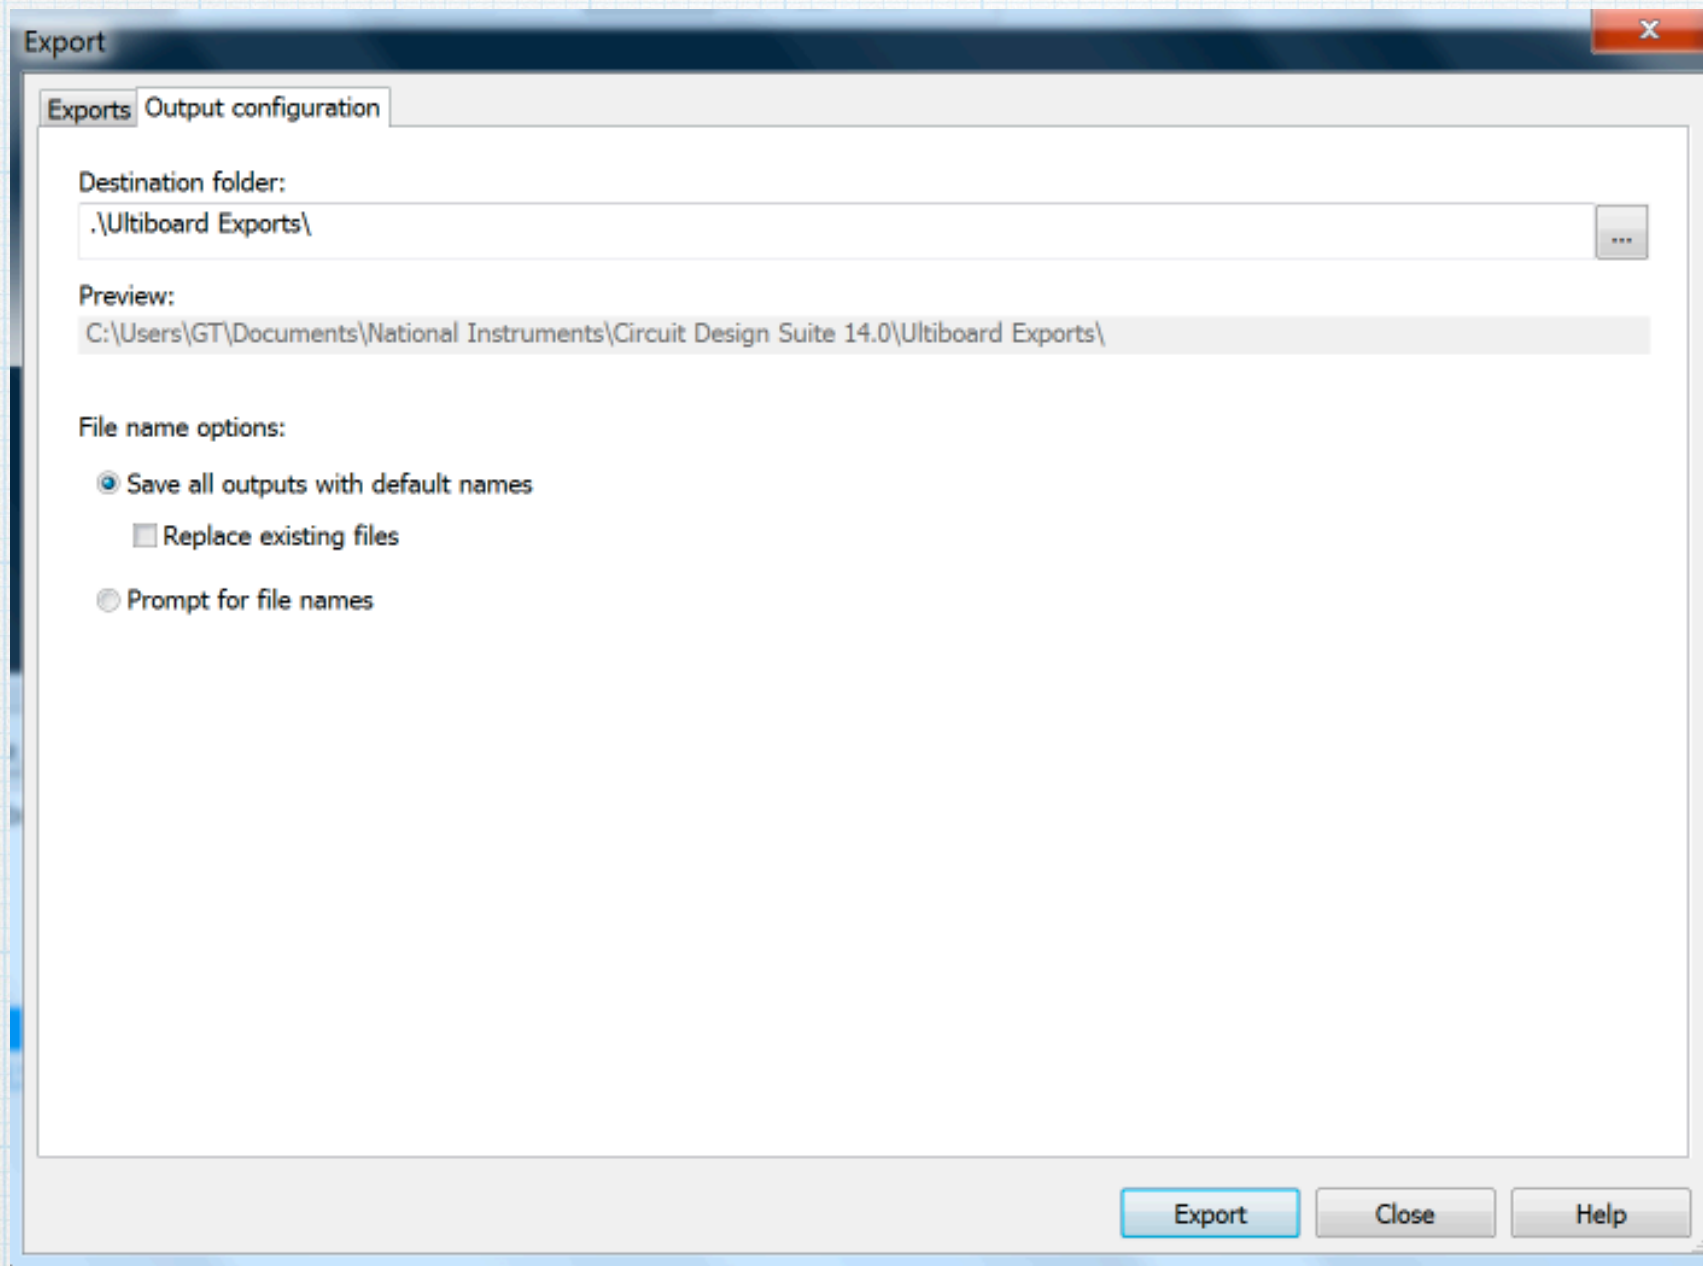 Export
Exports Output configuration
Destination folder:
.\Ultiboard Exports\
...
Preview:
C:\Users\GT\Documents\National Instruments\Circuit Design Suite 14.0\Ultiboard Exports\
File name options:
Save all outputs with default names
Replace existing files
Prompt for file names
Export Close Help